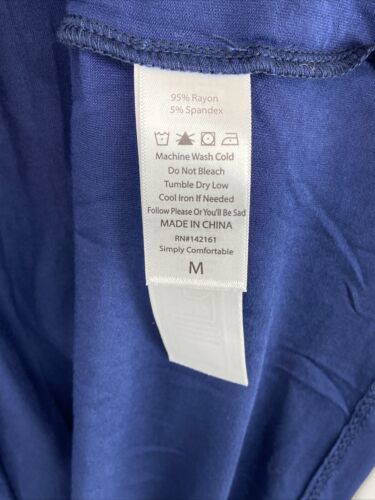 95% Rayon
5% Spandex
Machine Wash Cold
Do Not Bleach
Tumble Dry Low
Cool Iron If Needed
Follow Please Or You'll Be Sad
MADE IN CHINA
RN#142161
Simply Comfortable
M